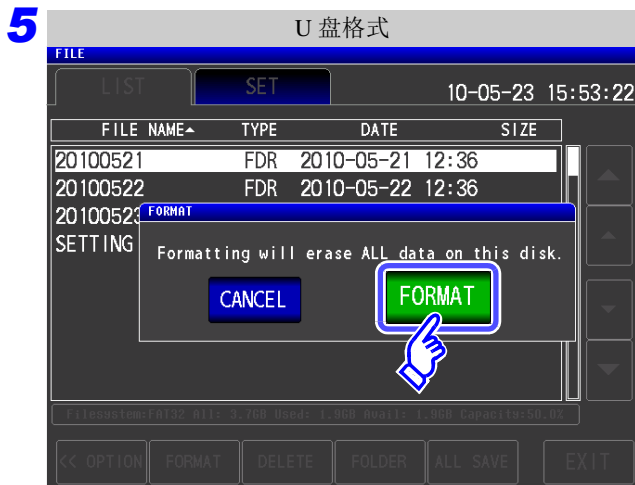 5
U 盘格式
FILE
LIST SET 10-05-23 15:53:22
FILE NAME▲ TYPE DATE SIZE
20100521 FDR 2010-05-21 12:36
20100522 FDR 2010-05-22 12:36
20100523
SETTING
FORMAT
Formatting will erase ALL data on this disk.
CANCEL FORMAT
Filesystem:FAT32 All: 3.7GB Used: 1.9GB Avail: 1.9GB Capacity:50.0%
<< OPTION FORMAT DELETE FOLDER ALL SAVE EXIT